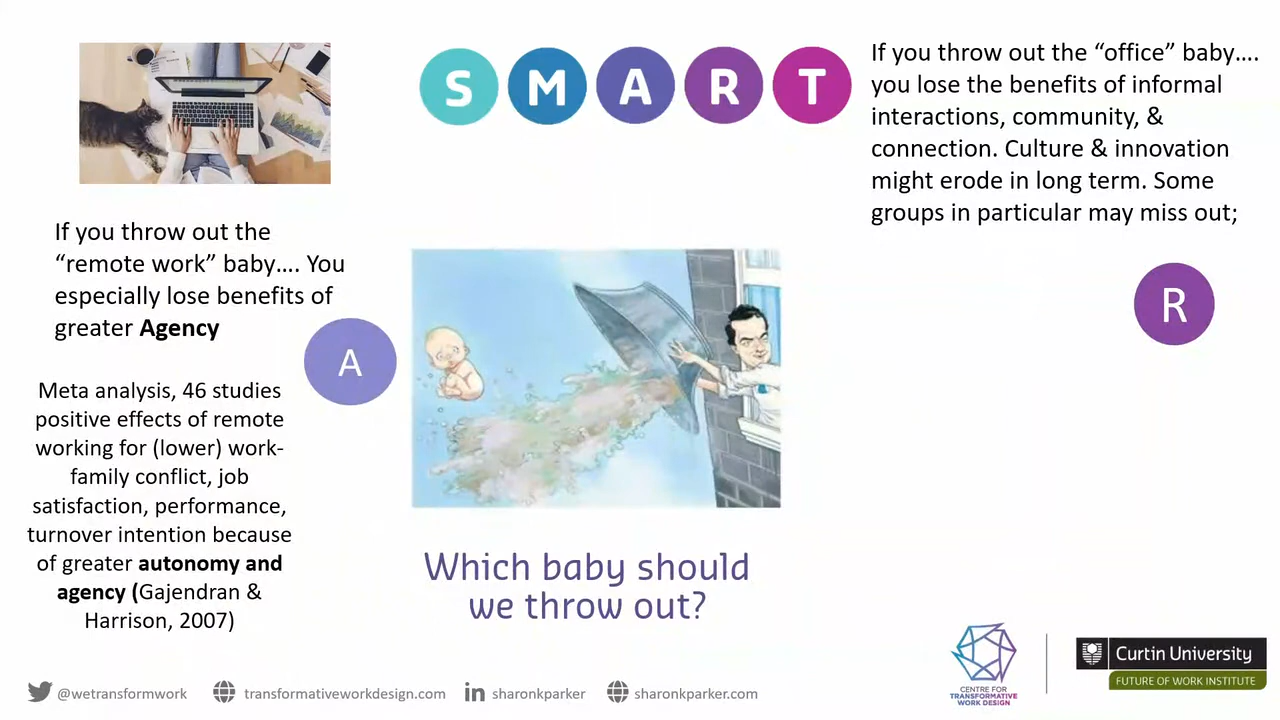 S M A R T
If you throw out the “office” baby….
you lose the benefits of informal
interactions, community, &
connection. Culture & innovation
might erode in long term. Some
groups in particular may miss out;
R
If you throw out the
“remote work” baby…. You
especially lose benefits of
greater Agency
A
Meta analysis, 46 studies
positive effects of remote
working for (lower) work-
family conflict, job
satisfaction, performance,
turnover intention because
of greater autonomy and
agency (Gajendran &
Harrison, 2007)
Which baby should
we throw out?
@wetransformwork
transformativeworkdesign.com
in sharonkparker
sharonkparker.com
CENTRE FOR
TRANSFORMATIVE
WORK DESIGN
Curtin University
FUTURE OF WORK INSTITUTE